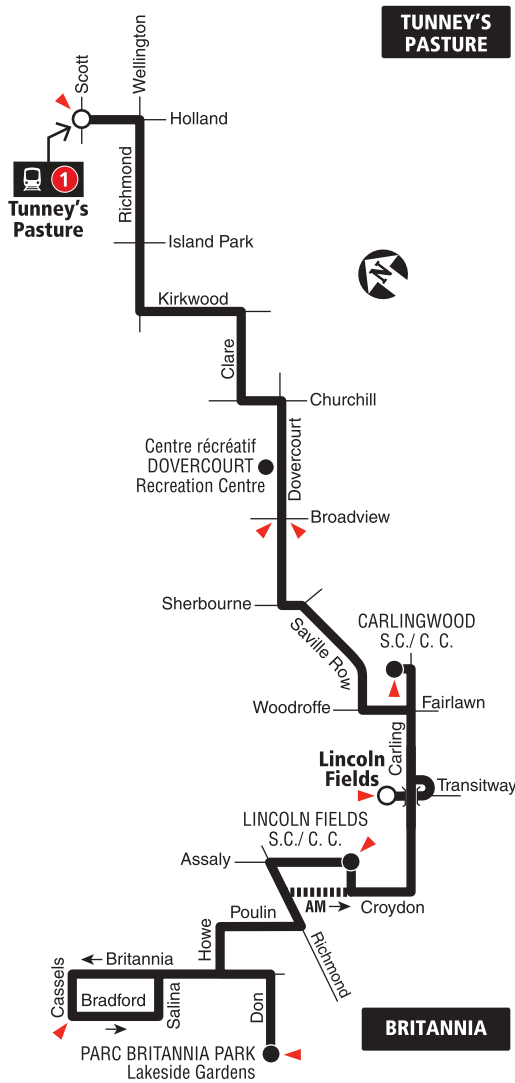 TUNNEY'S
PASTURE
Scott
Wellington
Holland
1
Tunney's
Pasture
Richmond
Island Park
N
Kirkwood
Clare
Churchill
Centre récréatif
DOVERCOURT
Recreation Centre
Dovercourt
Broadview
Sherbourne
Saville Row
CARLINGWOOD
S.C./ C. C.
Woodroffe
Fairlawn
Carling
Lincoln
Fields
Transitway
LINCOLN FIELDS
S.C./ C. C.
Assaly
AM
Croydon
Poulin
Richmond
Howe
Britannia
Cassels
Bradford
Salina
Don
BRITANNIA
PARC BRITANNIA PARK
Lakeside Gardens